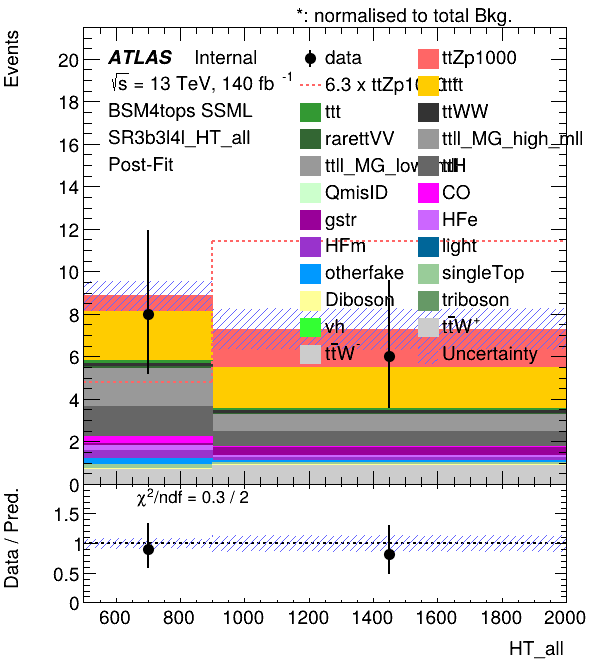 *: normalised to total Bkg.
Events
ATLAS Internal
√s = 13 TeV, 140 fb⁻¹
BSM4tops SSML
SR3b3l4l_HT_all
Post-Fit
data
ttZp1000
6.3 x ttZp1000
ttt
ttWW
rarettVV
ttll_MG_high_mll
ttH
QmisID
CO
gstr
HFe
HFm
light
otherfake
singleTop
Diboson
triboson
vh
tt̄W⁺
tt̄W⁻
Uncertainty
20
18
16
14
12
10
8
6
4
2
0
χ²/ndf = 0.3 / 2
Data / Pred.
1.5
1
0.5
0
600 800 1000 1200 1400 1600 1800 2000
HT_all